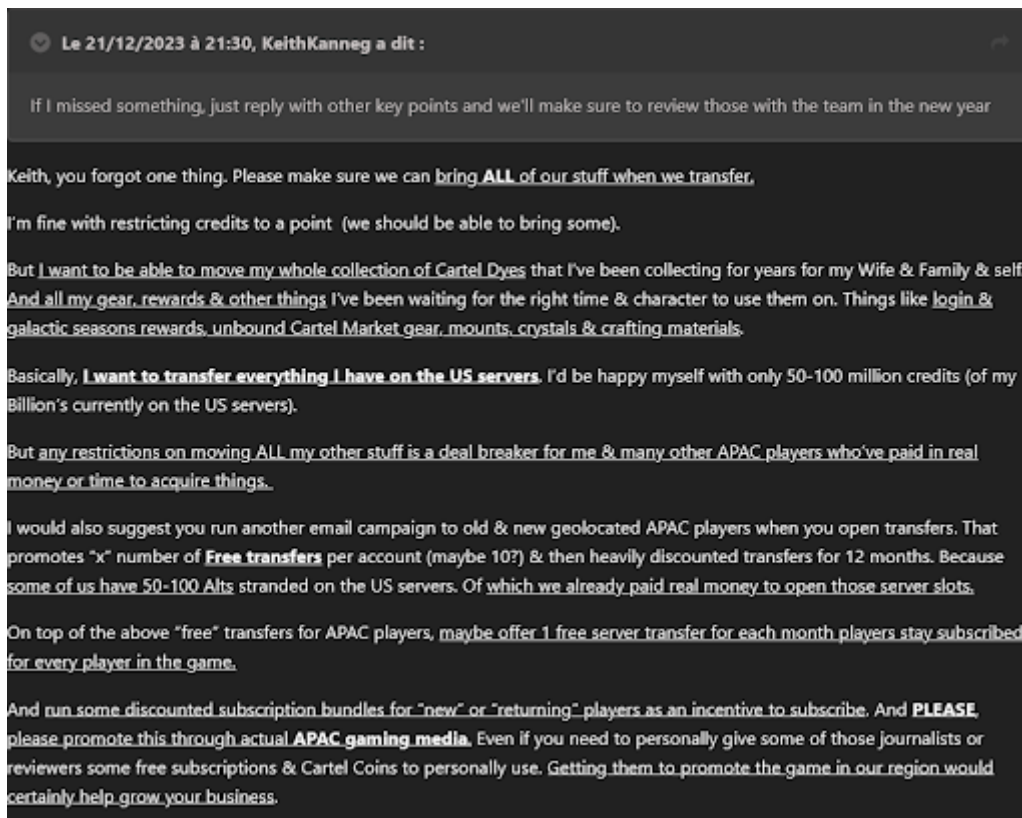 Le 21/12/2023 à 21:30, KeithKanneg a dit :
If I missed something, just reply with other key points and we'll make sure to review those with the team in the new year
Keith, you forgot one thing. Please make sure we can bring ALL of our stuff when we transfer.
I'm fine with restricting credits to a point (we should be able to bring some).
But I want to be able to move my whole collection of Cartel Dyes that I've been collecting for years for my Wife & Family & self
And all my gear, rewards & other things I've been waiting for the right time & character to use them on. Things like login &
galactic seasons rewards, unbound Cartel Market gear, mounts, crystals & crafting materials.
Basically, I want to transfer everything I have on the US servers. I'd be happy myself with only 50-100 million credits (of my
Billion's currently on the US servers).
But any restrictions on moving ALL my other stuff is a deal breaker for me & many other APAC players who've paid in real
money or time to acquire things.
I would also suggest you run another email campaign to old & new geolocated APAC players when you open transfers. That
promotes "x" number of Free transfers per account (maybe 10?) & then heavily discounted transfers for 12 months. Because
some of us have 50-100 Alts stranded on the US servers. Of which we already paid real money to open those server slots.
On top of the above "free" transfers for APAC players, maybe offer 1 free server transfer for each month players stay subscribed
for every player in the game.
And run some discounted subscription bundles for "new" or "returning" players as an incentive to subscribe. And PLEASE,
please promote this through actual APAC gaming media. Even if you need to personally give some of those journalists or
reviewers some free subscriptions & Cartel Coins to personally use. Getting them to promote the game in our region would
certainly help grow your business.